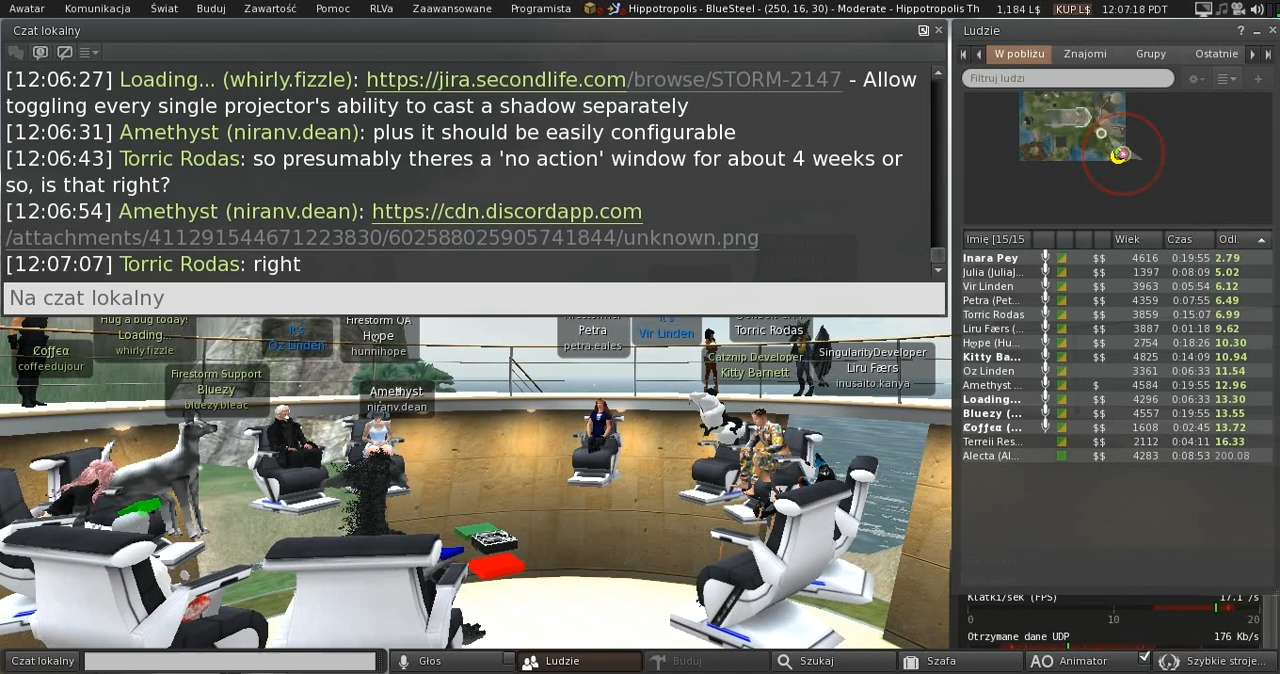 Awatar Komunikacja Świat Buduj Zawartość Pomoc RLVa Zaawansowane Programista Hippotropolis - BlueSteel - (250, 16, 30) - Moderate - Hippotropolis Th 1,184 L$ KUP L$ 12:07:18 PDT
Czat lokalny
[12:06:27] Loading... (whirly.fizzle): https://jira.secondlife.com/browse/STORM-2147 - Allow
toggling every single projector's ability to cast a shadow separately
[12:06:31] Amethyst (niranv.dean): plus it should be easily configurable
[12:06:43] Torric Rodas: so presumably theres a 'no action' window for about 4 weeks or
so, is that right?
[12:06:54] Amethyst (niranv.dean): https://cdn.discordapp.com
/attachments/411291544671223830/602588025905741844/unknown.png
[12:07:07] Torric Rodas: right
Na czat lokalny
Hug a bug today!
Loading...
whirly.fizzle
It's
Oz Linden
Firestorm QA
Hope
hunnihope
Petra
petra.eales
It's
Vir Linden
Torric Rodas
Coffee
coffeedujour
Firestorm Support
Bluezy
bluezy.bleac
Amethyst
niranv.dean
Catznip Developer
Kitty Barnett
SingularityDeveloper
Liru Færs
inusaito.kanya
Ludzie
W pobliżu Znajomi Grupy Ostatnie
Filtruj ludzi
Imię [15/15 Wiek Czas Odl.
Inara Pey $$ 4616 0:19:55 2.79
Julia (JuliaJ... $$ 1397 0:08:09 5.02
Vir Linden $$ 3963 0:05:54 6.12
Petra (Pet... $$ 4359 0:07:55 6.49
Torric Rodas $$ 3859 0:15:07 6.99
Liru Færs (... $$ 3887 0:01:18 9.62
Hope (Hu... $$ 2754 0:18:26 10.30
Kitty Ba... $$ 4825 0:14:09 10.94
Oz Linden $$ 3361 0:06:33 11.54
Amethyst ... $ 4584 0:19:55 12.96
Loading... $$ 4296 0:06:33 13.30
Bluezy (... $$ 4557 0:19:55 13.55
Coffee (... $$ 1608 0:02:45 13.72
Terreii Res... $$ 2112 0:04:11 16.33
Alecta (Al... $$ 4283 0:08:53 200.08
Klatki/sek (FPS) 17.1 /s
0 10 20
Otrzymane dane UDP 176 Kb/s
Czat lokalny Głos Ludzie Buduj Szukaj Szafa AO Animator Szybkie stroje...